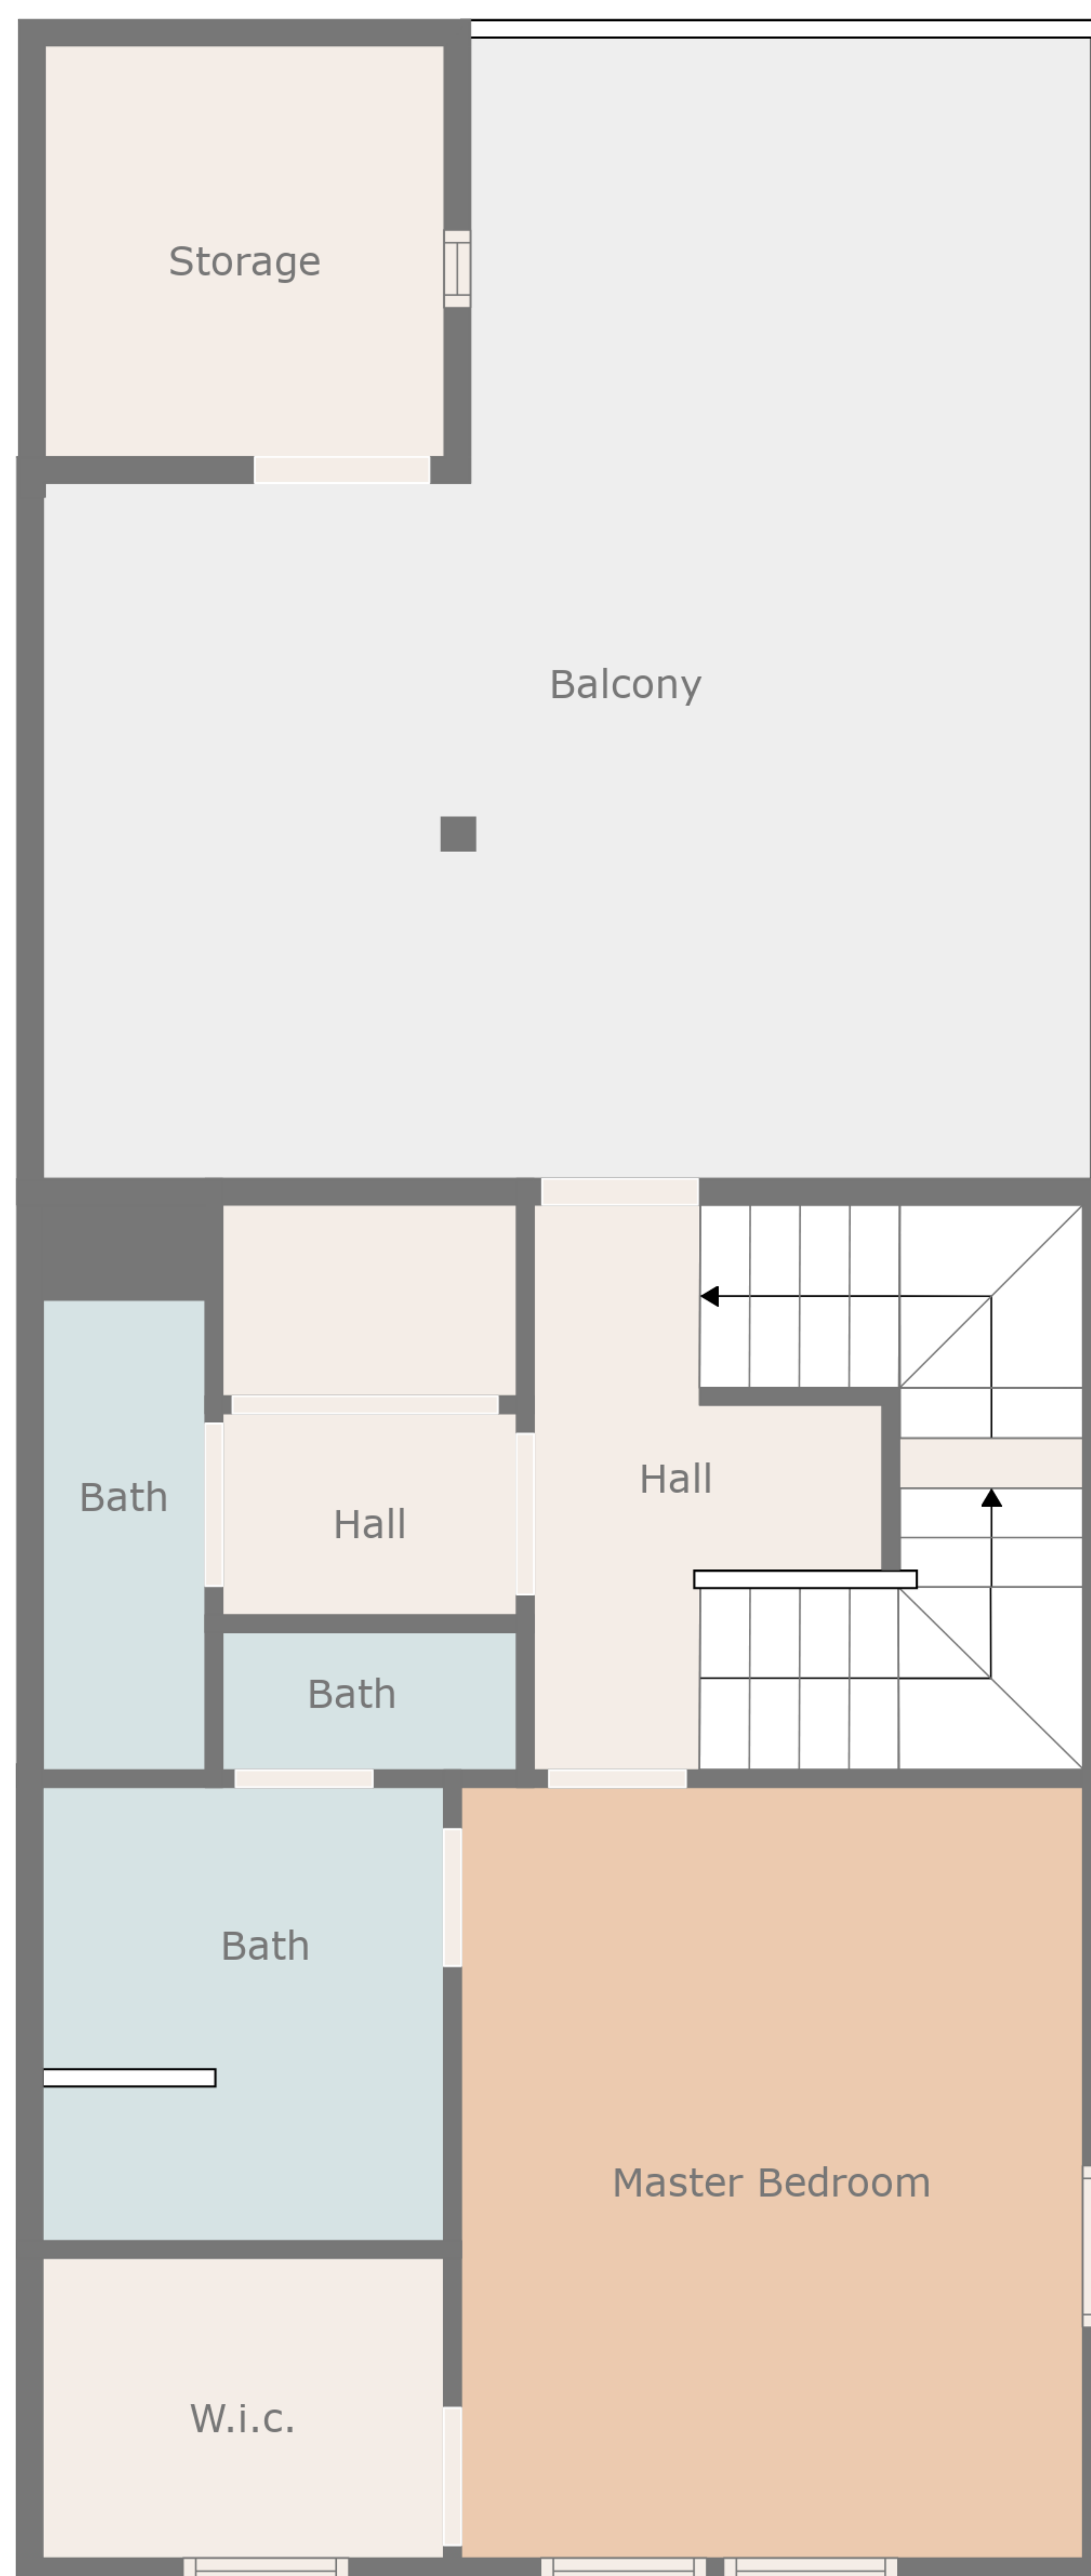 Storage
Balcony
Hall
Bath
Hall
Bath
Bath
Master Bedroom
W.i.c.